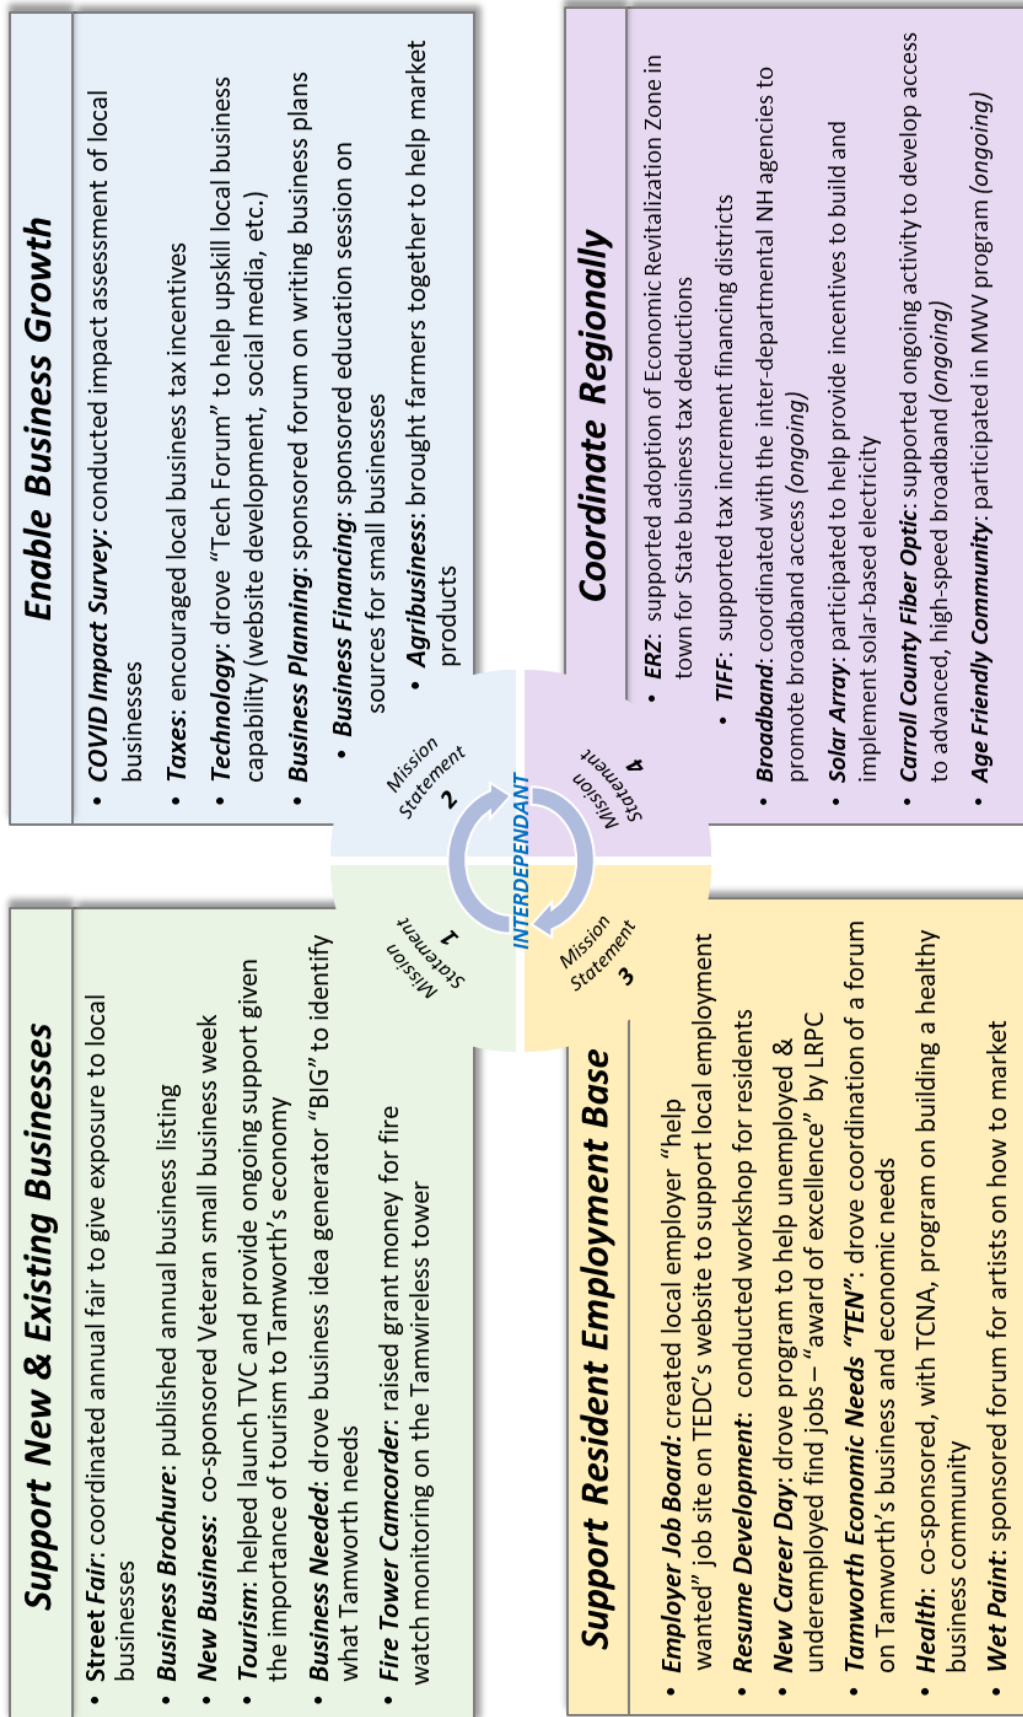 Support New & Existing Businesses
• Street Fair: coordinated annual fair to give exposure to local
businesses
• Business Brochure: published annual business listing
• New Business: co-sponsored Veteran small business week
• Tourism: helped launch TVC and provide ongoing support given
the importance of tourism to Tamworth's economy
• Business Needed: drove business idea generator "BIG" to identify
what Tamworth needs
• Fire Tower Camcorder: raised grant money for fire
watch monitoring on the Tamwireless tower
Mission
Statement
1
Enable Business Growth
• COVID Impact Survey: conducted impact assessment of local
businesses
• Taxes: encouraged local business tax incentives
• Technology: drove "Tech Forum" to help upskill local business
capability (website development, social media, etc.)
• Business Planning: sponsored forum on writing business plans
• Business Financing: sponsored education session on
sources for small businesses
• Agribusiness: brought farmers together to help market
products
Mission
Statement
2
INTERDEPENDANT
Support Resident Employment Base
• Employer Job Board: created local employer "help
wanted" job site on TEDC's website to support local employment
• Resume Development: conducted workshop for residents
• New Career Day: drove program to help unemployed &
underemployed find jobs – "award of excellence" by LRPC
• Tamworth Economic Needs "TEN": drove coordination of a forum
on Tamworth's business and economic needs
• Health: co-sponsored, with TCNA, program on building a healthy
business community
• Wet Paint: sponsored forum for artists on how to market
Mission
Statement
3
Coordinate Regionally
• ERZ: supported adoption of Economic Revitalization Zone in
town for State business tax deductions
• TIFF: supported tax increment financing districts
• Broadband: coordinated with the inter-departmental NH agencies to
promote broadband access (ongoing)
• Solar Array: participated to help provide incentives to build and
implement solar-based electricity
• Carroll County Fiber Optic: supported ongoing activity to develop access
to advanced, high-speed broadband (ongoing)
• Age Friendly Community: participated in MWV program (ongoing)
Mission
Statement
4